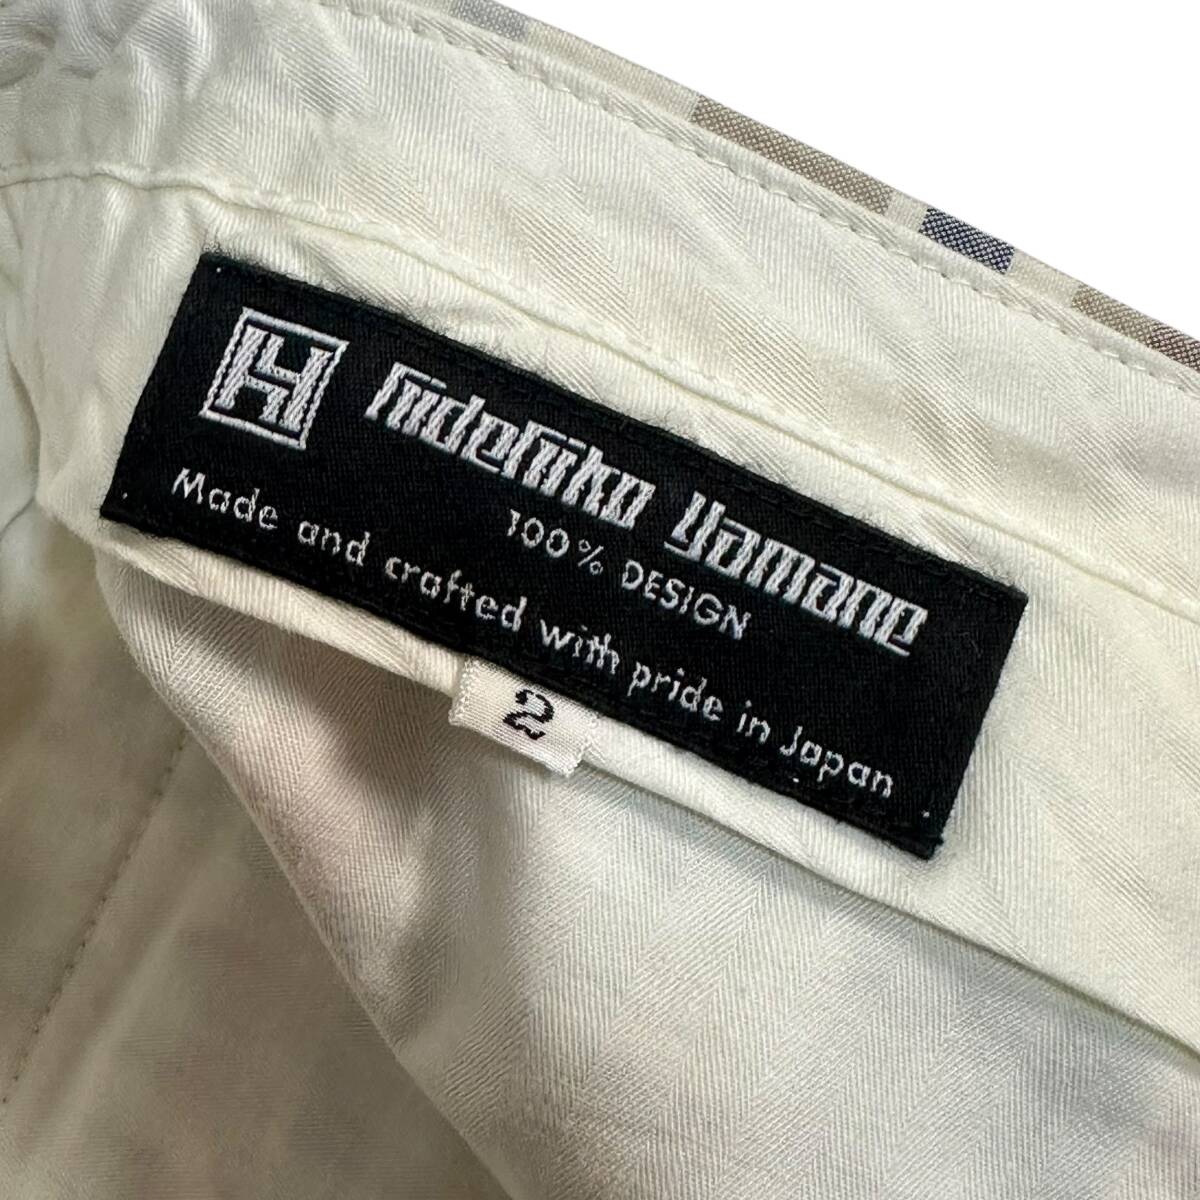 H Hidehiko Yamane
100% DESIGN
Made and crafted with pride in Japan
2